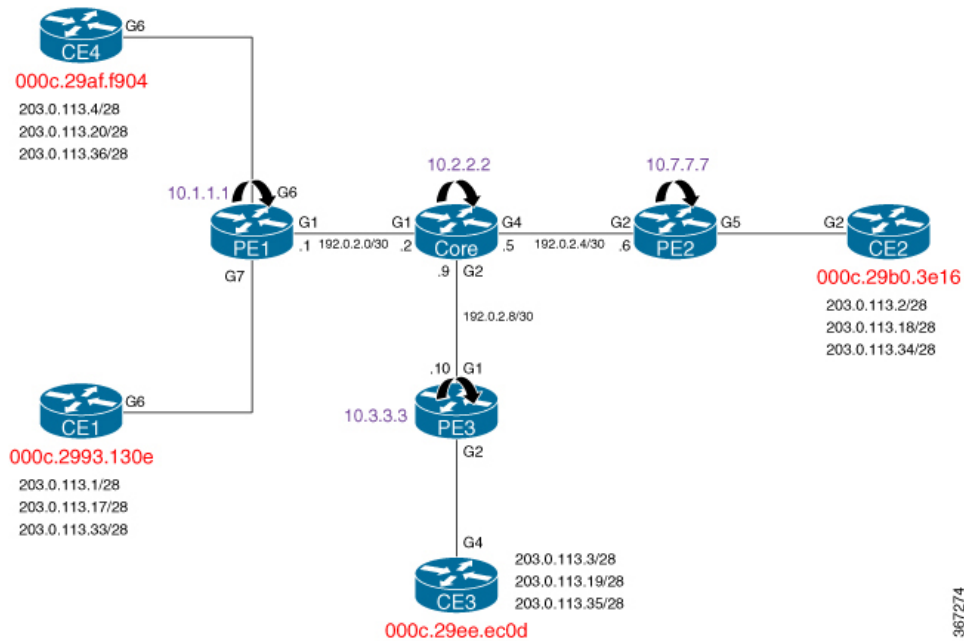 G6
CE4
000c.29af.f904
203.0.113.4/28
203.0.113.20/28
203.0.113.36/28
10.1.1.1
G6
PE1
G1
.1
192.0.2.0/30
G7
10.2.2.2
G1
.2
Core
G4
.5
.9
G2
192.0.2.4/30
10.7.7.7
G2
.6
PE2
G5
G2
CE2
000c.29b0.3e16
203.0.113.2/28
203.0.113.18/28
203.0.113.34/28
192.0.2.8/30
.10
G1
10.3.3.3
PE3
G2
G6
CE1
000c.2993.130e
203.0.113.1/28
203.0.113.17/28
203.0.113.33/28
G4
CE3
203.0.113.3/28
203.0.113.19/28
203.0.113.35/28
000c.29ee.ec0d
367274